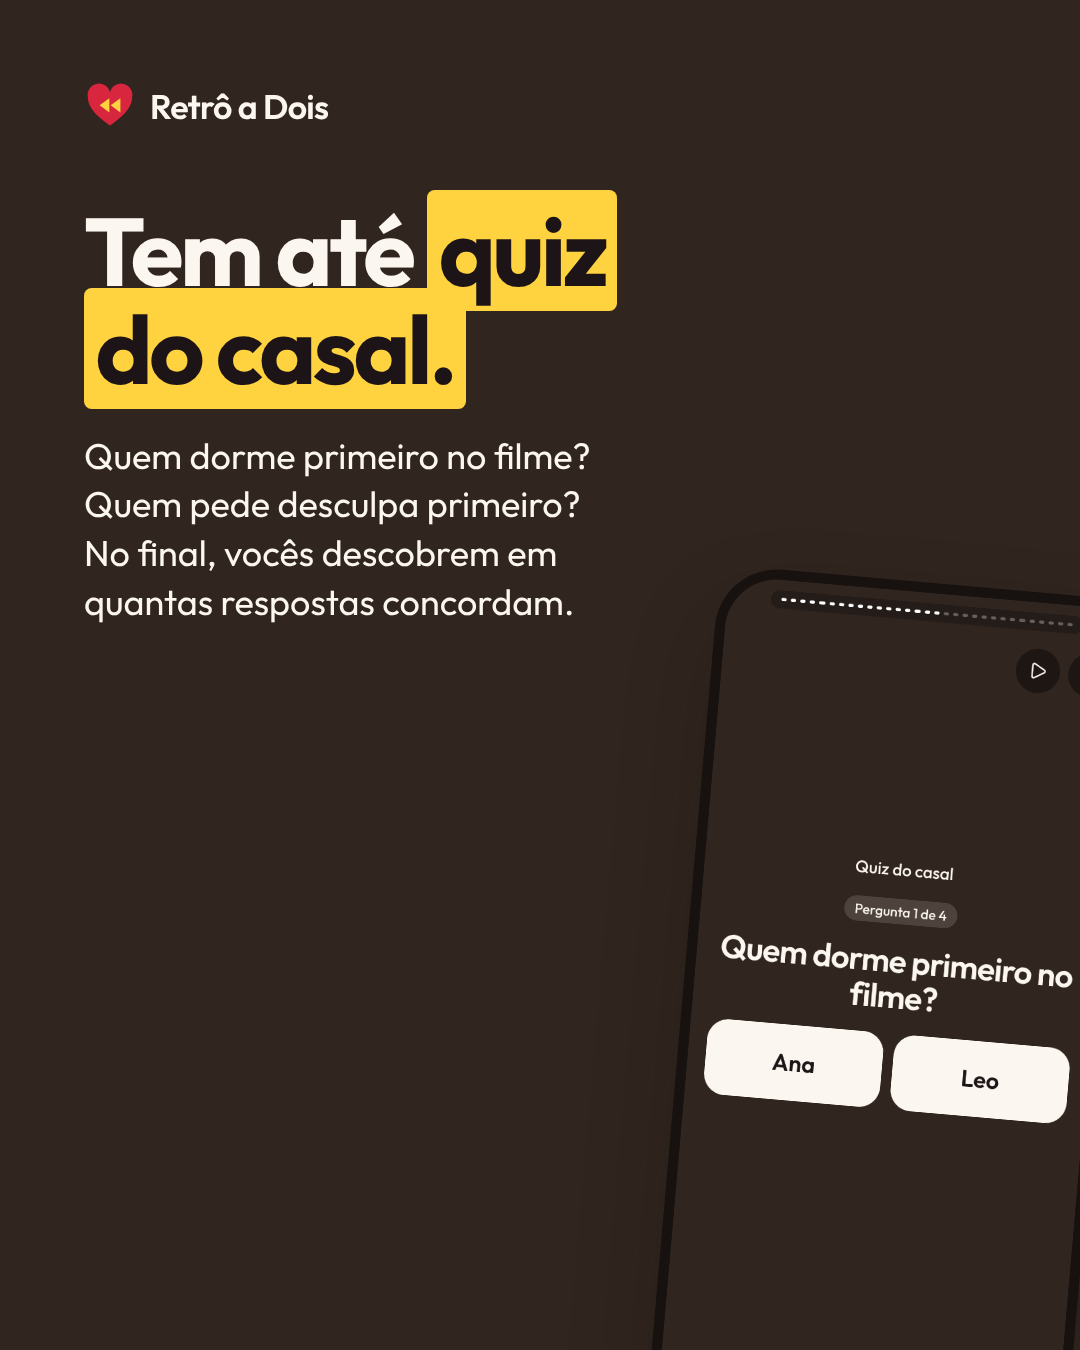 Retrô a Dois
Tem até quiz
do casal.
Quem dorme primeiro no filme?
Quem pede desculpa primeiro?
No final, vocês descobrem em
quantas respostas concordam.
Quiz do casal
Pergunta 1 de 4
Quem dorme primeiro no
filme?
Ana
Leo